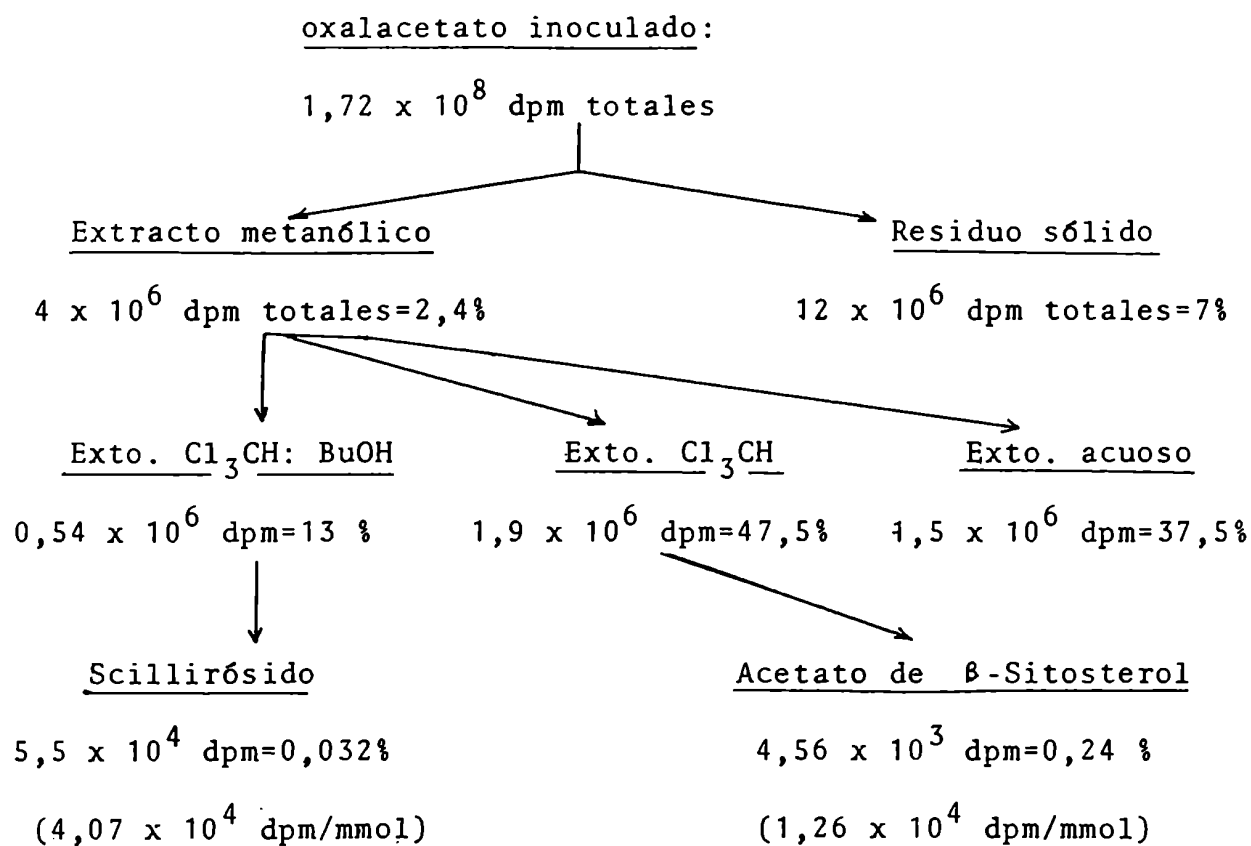 oxalacetato inoculado:
1,72 x 10^8 dpm totales
Extracto metanólico
Residuo sólido
4 x 10^6 dpm totales=2,4%
12 x 10^6 dpm totales=7%
Exto. Cl3CH: BuOH
Exto. Cl3CH
Exto. acuoso
0,54 x 10^6 dpm=13 %
1,9 x 10^6 dpm=47,5%
1,5 x 10^6 dpm=37,5%
Scillirósido
Acetato de β-Sitosterol
5,5 x 10^4 dpm=0,032%
4,56 x 10^3 dpm=0,24 %
(4,07 x 10^4 dpm/mmol)
(1,26 x 10^4 dpm/mmol)